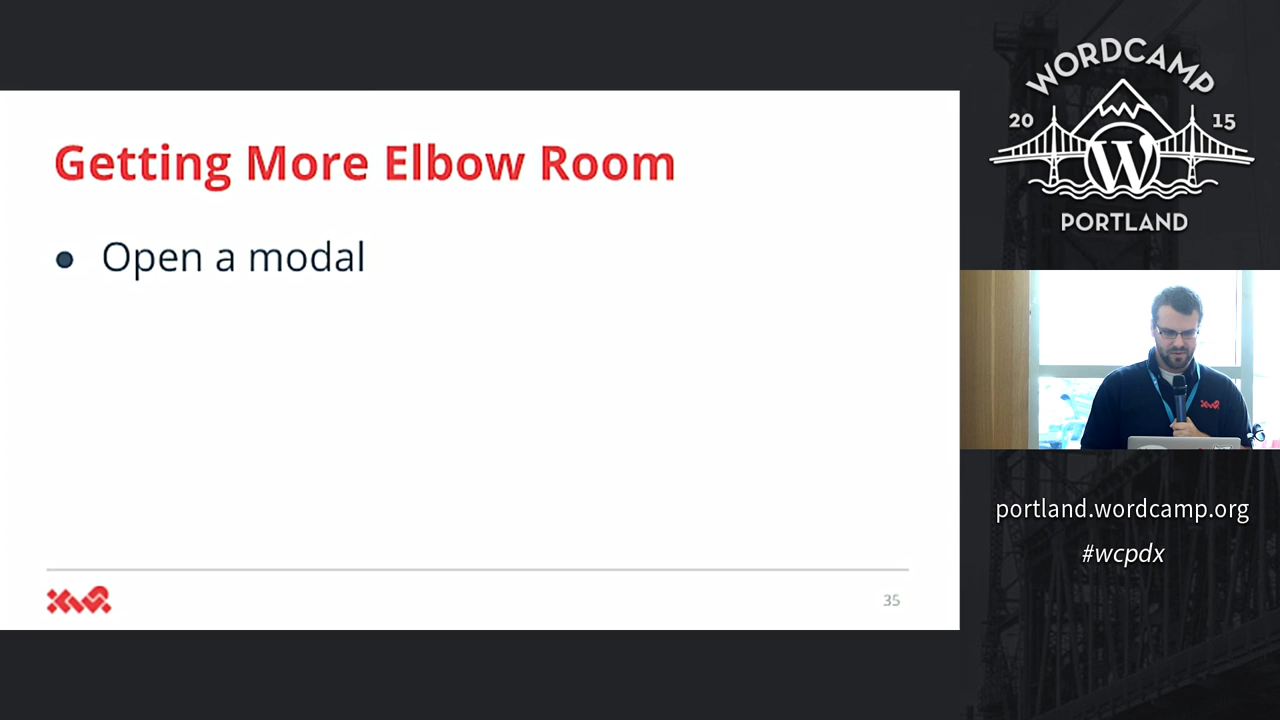 Getting More Elbow Room
● Open a modal
35
WORDCAMP
20 15
PORTLAND
portland.wordcamp.org
#wcpdx